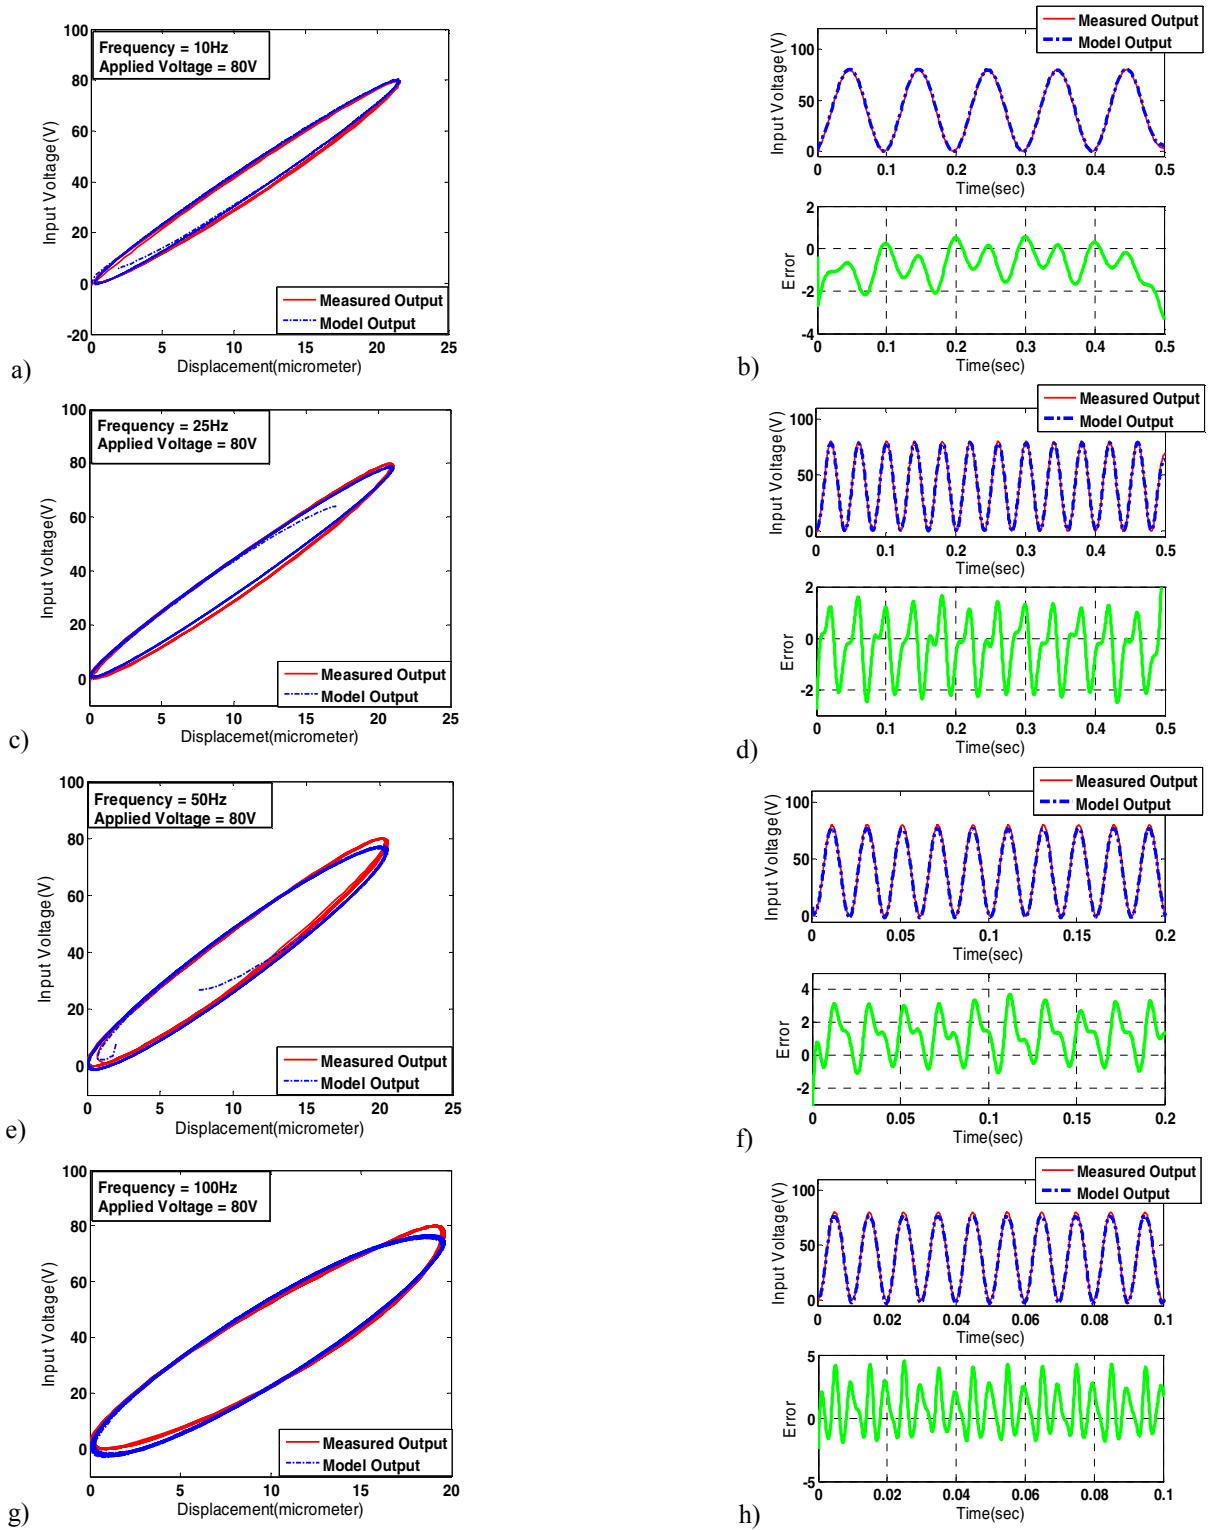 Frequency = 10Hz
Applied Voltage = 80V
100
80
60
40
20
0
-20
Input Voltage(V)
0 5 10 15 20 25
Displacement(micrometer)
Measured Output
Model Output
a)
Measured Output
Model Output
100
50
0
Input Voltage(V)
0 0.1 0.2 0.3 0.4 0.5
Time(sec)
2
0
-2
-4
Error
0 0.1 0.2 0.3 0.4 0.5
Time(sec)
b)
Frequency = 25Hz
Applied Voltage = 80V
100
80
60
40
20
0
Input Voltage(V)
0 5 10 15 20 25
Displacemet(micrometer)
Measured Output
Model Output
c)
Measured Output
Model Output
100
50
0
Input Voltage(V)
0 0.1 0.2 0.3 0.4 0.5
Time(sec)
2
0
-2
Error
0 0.1 0.2 0.3 0.4 0.5
Time(sec)
d)
Frequency = 50Hz
Applied Voltage = 80V
100
80
60
40
20
0
Input Voltage(V)
0 5 10 15 20 25
Displacement(micrometer)
Measured Output
Model Output
e)
Measured Output
Model Output
100
50
0
Input Voltage(V)
0 0.05 0.1 0.15 0.2
Time(sec)
4
2
0
-2
Error
0 0.05 0.1 0.15 0.2
Time(sec)
f)
Frequency = 100Hz
Applied Voltage = 80V
100
80
60
40
20
0
Input Voltage(V)
0 5 10 15 20
Displacement(micrometer)
Measured Output
Model Output
g)
Measured Output
Model Output
100
50
0
Input Voltage(V)
0 0.02 0.04 0.06 0.08 0.1
Time(sec)
5
0
-5
Error
0 0.02 0.04 0.06 0.08 0.1
Time(sec)
h)